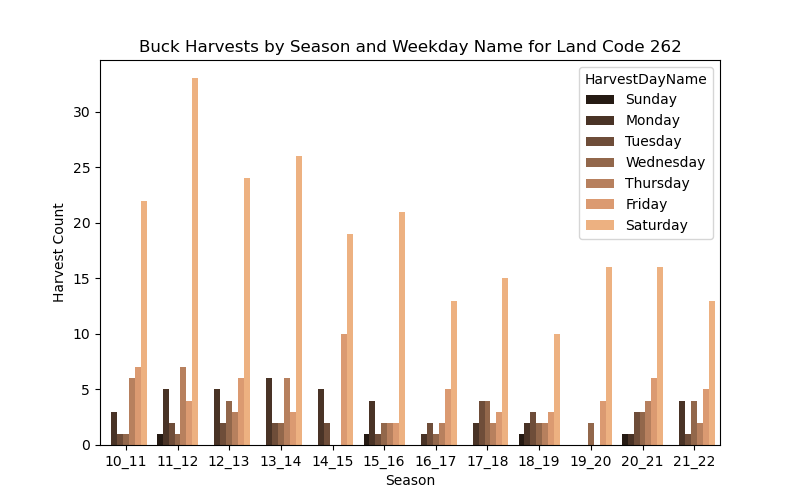 Buck Harvests by Season and Weekday Name for Land Code 262
HarvestDayName
Sunday
Monday
Tuesday
Wednesday
Thursday
Friday
Saturday
Harvest Count
30
25
20
15
10
5
0
10_11 11_12 12_13 13_14 14_15 15_16 16_17 17_18 18_19 19_20 20_21 21_22
Season